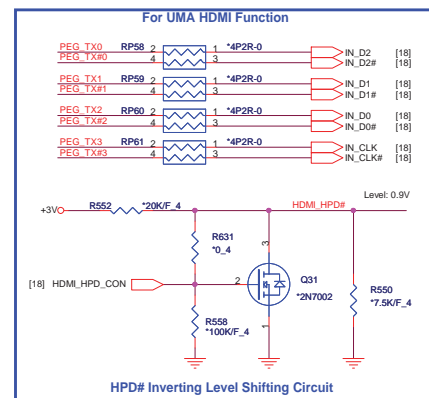 For UMA HDMI Function
PEG_TX0 RP58 2 1 *4P2R-0 IN_D2 [18]
PEG_TX#0 4 3 IN_D2# [18]
PEG_TX1 RP59 2 1 *4P2R-0 IN_D1 [18]
PEG_TX#1 4 3 IN_D1# [18]
PEG_TX2 RP60 2 1 *4P2R-0 IN_D0 [18]
PEG_TX#2 4 3 IN_D0# [18]
PEG_TX3 RP61 2 1 *4P2R-0 IN_CLK [18]
PEG_TX#3 4 3 IN_CLK# [18]
Level: 0.9V
+3V R552 *20K/F_4 HDMI_HPD#
R631
*0_4
3
[18] HDMI_HPD_CON 2 Q31
*2N7002
R550
*7.5K/F_4
R558
*100K/F_4
1
HPD# Inverting Level Shifting Circuit